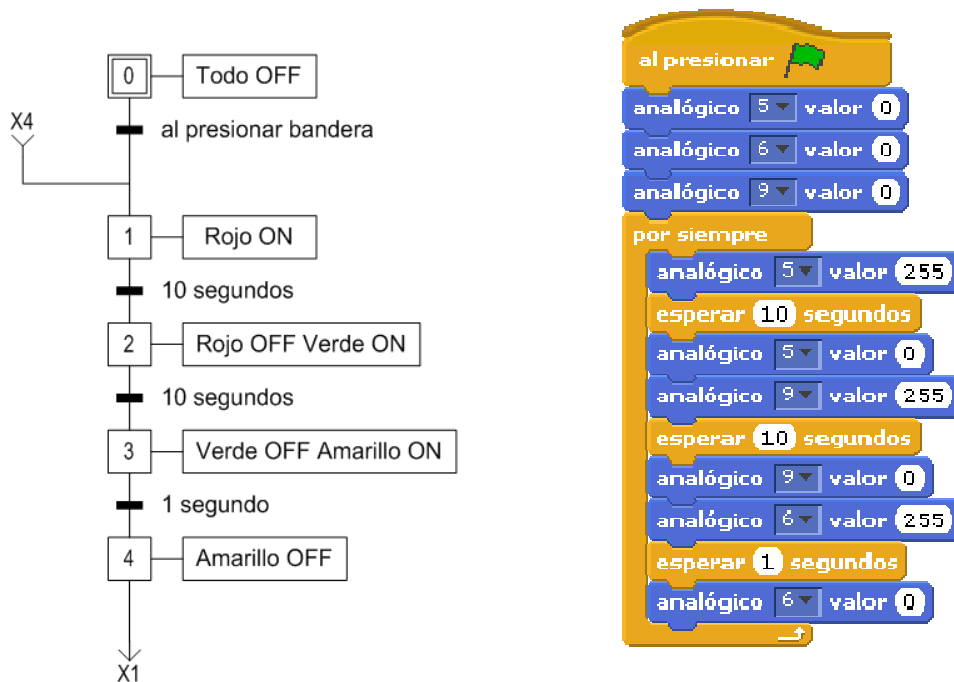 0 Todo OFF
al presionar bandera
X4
1 Rojo ON
10 segundos
2 Rojo OFF Verde ON
10 segundos
3 Verde OFF Amarillo ON
1 segundo
4 Amarillo OFF
X1
al presionar
analógico 5 valor 0
analógico 6 valor 0
analógico 9 valor 0
por siempre
analógico 5 valor 255
esperar 10 segundos
analógico 5 valor 0
analógico 9 valor 255
esperar 10 segundos
analógico 9 valor 0
analógico 6 valor 255
esperar 1 segundos
analógico 6 valor 0